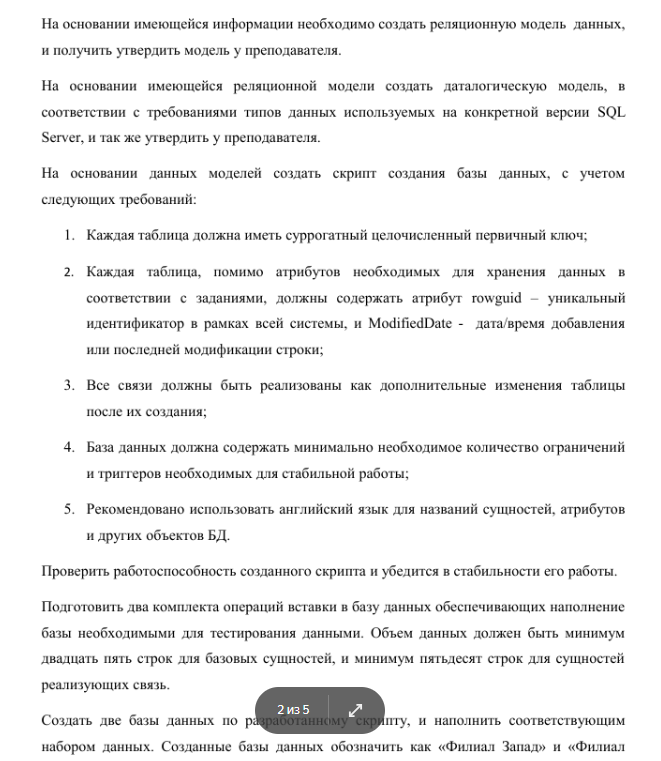 На основании имеющейся информации необходимо создать реляционную модель данных,
и получить утвердить модель у преподавателя.
На основании имеющейся реляционной модели создать даталогическую модель, в
соответствии с требованиями типов данных используемых на конкретной версии SQL
Server, и так же утвердить у преподавателя.
На основании данных моделей создать скрипт создания базы данных, с учетом
следующих требований:
1. Каждая таблица должна иметь суррогатный целочисленный первичный ключ;
2. Каждая таблица, помимо атрибутов необходимых для хранения данных в
соответствии с заданиями, должны содержать атрибут rowguid – уникальный
идентификатор в рамках всей системы, и ModifiedDate - дата/время добавления
или последней модификации строки;
3. Все связи должны быть реализованы как дополнительные изменения таблицы
после их создания;
4. База данных должна содержать минимально необходимое количество ограничений
и триггеров необходимых для стабильной работы;
5. Рекомендовано использовать английский язык для названий сущностей, атрибутов
и других объектов БД.
Проверить работоспособность созданного скрипта и убедится в стабильности его работы.
Подготовить два комплекта операций вставки в базу данных обеспечивающих наполнение
базы необходимыми для тестирования данными. Объем данных должен быть минимум
двадцать пять строк для базовых сущностей, и минимум пятьдесят строк для сущностей
реализующих связь.
2 из 5
Создать две базы данных по разработанному скрипту, и наполнить соответствующим
набором данных. Созданные базы данных обозначить как «Филиал Запад» и «Филиал